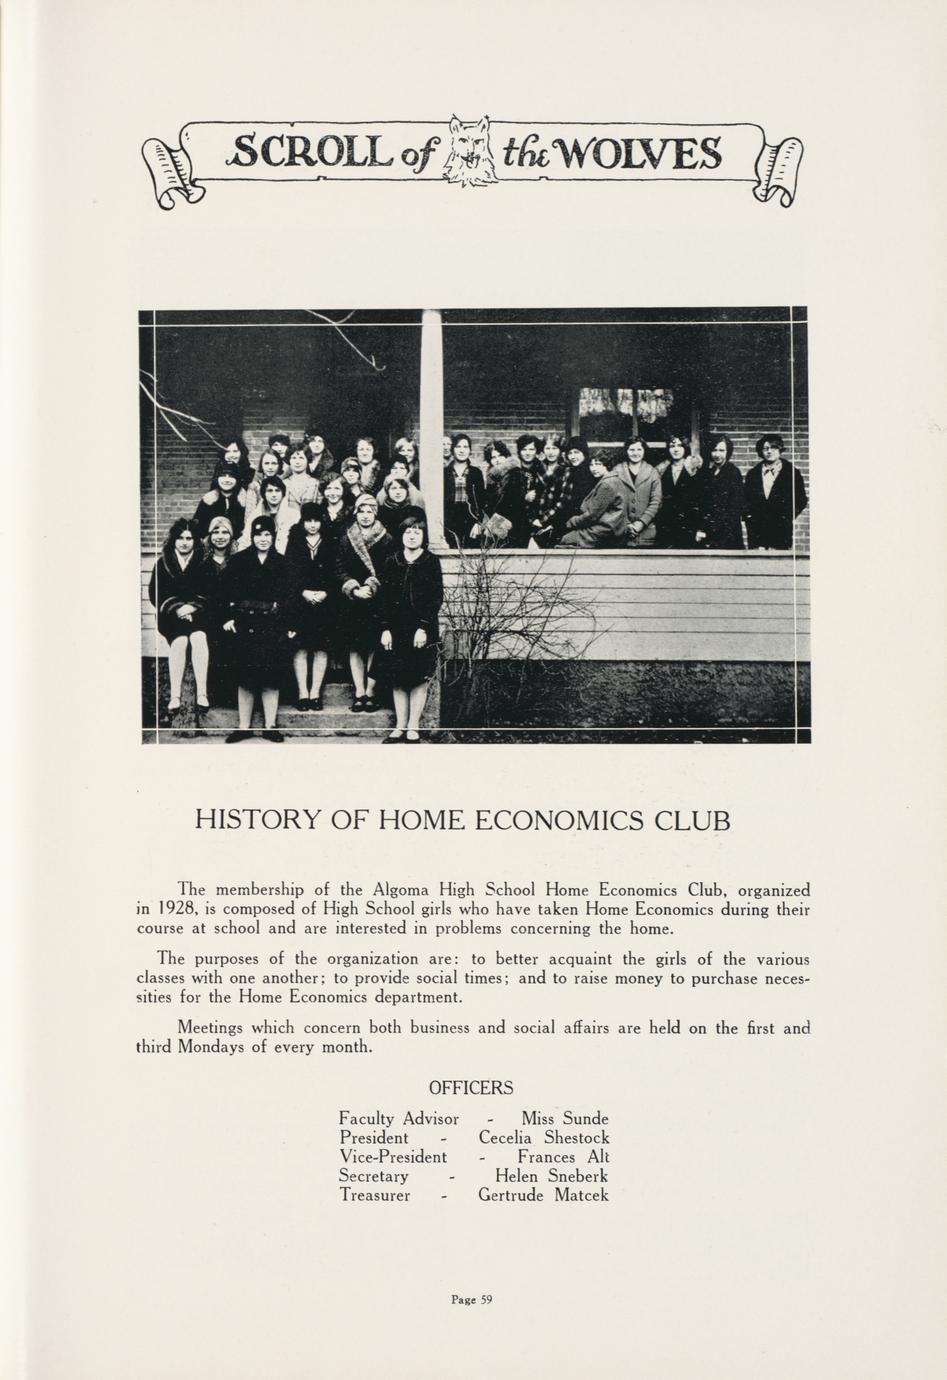 SCROLL of the WOLVES
HISTORY OF HOME ECONOMICS CLUB
The membership of the Algoma High School Home Economics Club, organized
in 1928, is composed of High School girls who have taken Home Economics during their
course at school and are interested in problems concerning the home.
The purposes of the organization are: to better acquaint the girls of the various
classes with one another; to provide social times; and to raise money to purchase neces-
sities for the Home Economics department.
Meetings which concern both business and social affairs are held on the first and
third Mondays of every month.
OFFICERS
Faculty Advisor - Miss Sunde
President - Cecelia Shestock
Vice-President - Frances Alt
Secretary - Helen Sneberk
Treasurer - Gertrude Matcek
Page 59